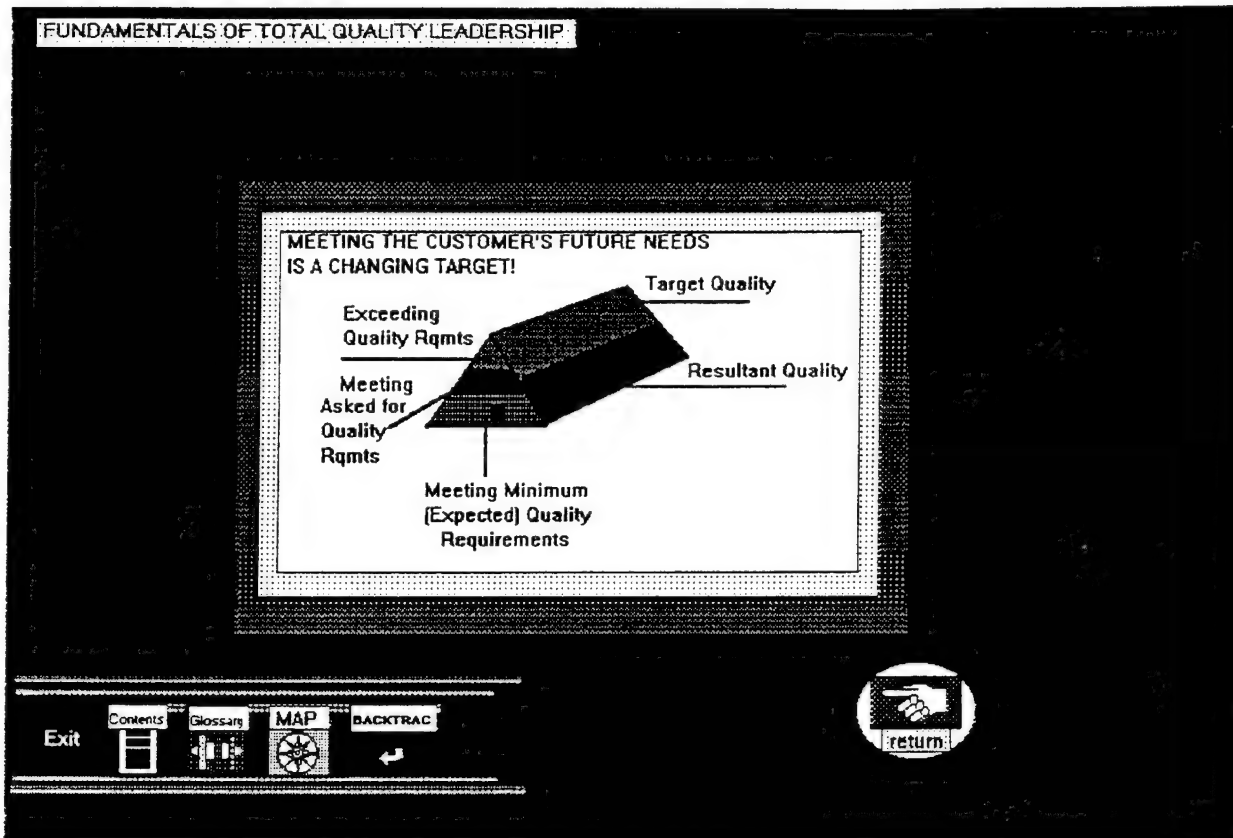 FUNDAMENTALS OF TOTAL QUALITY LEADERSHIP
MEETING THE CUSTOMER'S FUTURE NEEDS
IS A CHANGING TARGET!
Target Quality
Exceeding
Quality Rqmts
Resultant Quality
Meeting
Asked for
Quality
Rqmts
Meeting Minimum
(Expected) Quality
Requirements
Exit
Contents
Glossary
MAP
BACKTRAC
return